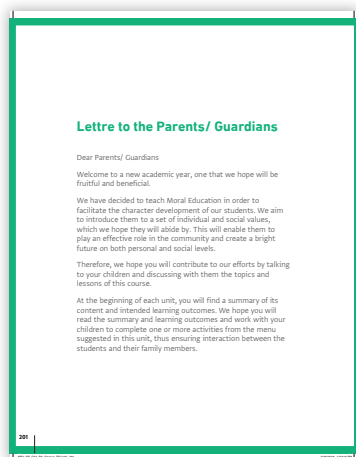 Lettre to the Parents/ Guardians
Dear Parents/ Guardians
Welcome to a new academic year, one that we hope will be
fruitful and beneficial.
We have decided to teach Moral Education in order to
facilitate the character development of our students. We aim
to introduce them to a set of individual and social values,
which we hope they will abide by. This will enable them to
play an effective role in the community and create a bright
future on both personal and social levels.
Therefore, we hope you will contribute to our efforts by talking
to your children and discussing with them the topics and
lessons of this course.
At the beginning of each unit, you will find a summary of its
content and intended learning outcomes. We hope you will
read the summary and learning outcomes and work with your
children to complete one or more activities from the menu
suggested in this unit, thus ensuring interaction between the
students and their family members.
201